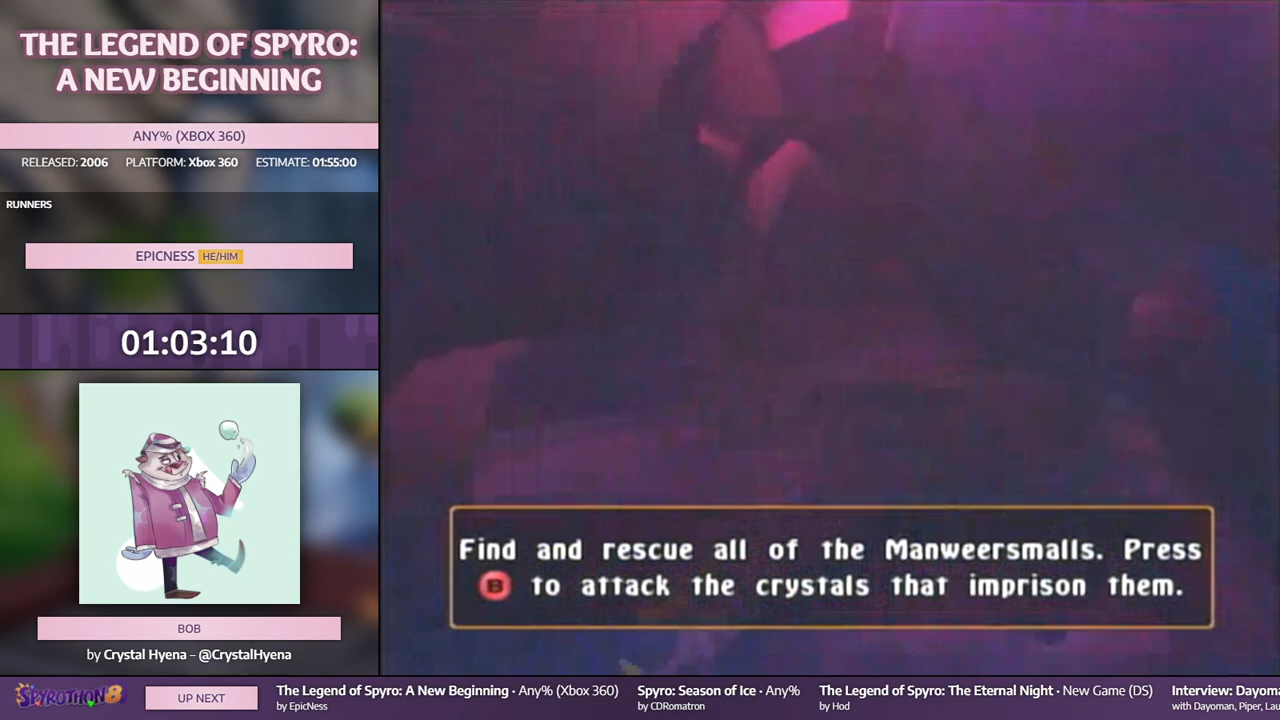 THE LEGEND OF SPYRO:
A NEW BEGINNING
ANY% (XBOX 360)
RELEASED: 2006 PLATFORM: Xbox 360 ESTIMATE: 01:55:00
RUNNERS
EPICNESS HE/HIM
01:03:10
BOB
by Crystal Hyena – @CrystalHyena
Find and rescue all of the Manweersmalls. Press
B to attack the crystals that imprison them.
SPYROTHON 8
UP NEXT
The Legend of Spyro: A New Beginning · Any% (Xbox 360)
by EpicNess
Spyro: Season of Ice · Any%
by CDRomatron
The Legend of Spyro: The Eternal Night · New Game (DS)
by Hod
Interview: Dayoma
with Dayoman, Piper, Lau